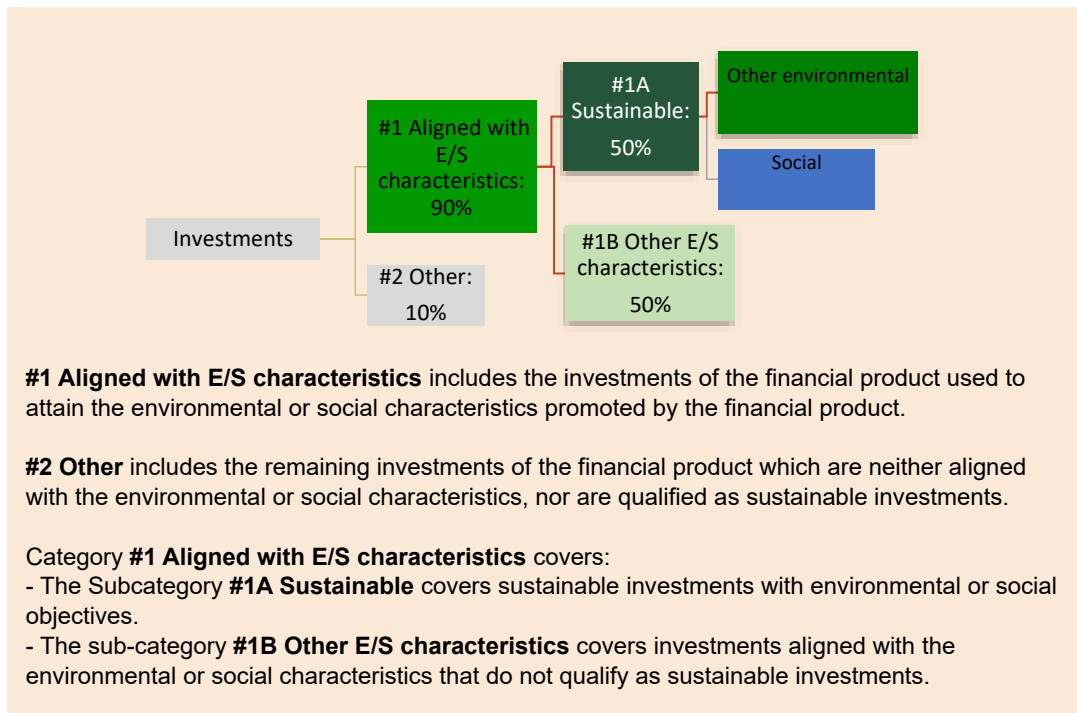 Investments
#1 Aligned with
E/S
characteristics:
90%
#2 Other:
10%
#1A
Sustainable:
50%
#1B Other E/S
characteristics:
50%
Other environmental
Social
#1 Aligned with E/S characteristics includes the investments of the financial product used to
attain the environmental or social characteristics promoted by the financial product.
#2 Other includes the remaining investments of the financial product which are neither aligned
with the environmental or social characteristics, nor are qualified as sustainable investments.
Category #1 Aligned with E/S characteristics covers:
- The Subcategory #1A Sustainable covers sustainable investments with environmental or social
objectives.
- The sub-category #1B Other E/S characteristics covers investments aligned with the
environmental or social characteristics that do not qualify as sustainable investments.